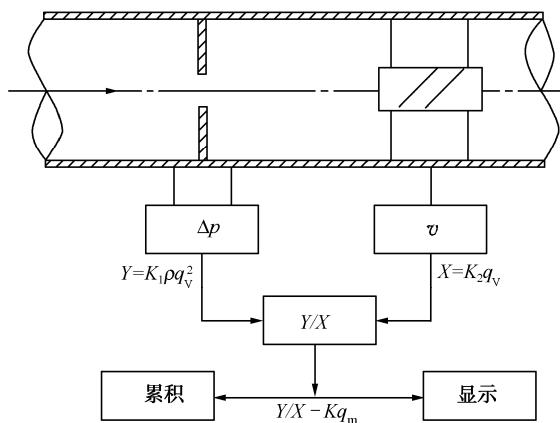 Δp
v
Y=K₁ρq_V²
X=K₂q_V
Y/X
累积
Y/X－Kq_m
显示